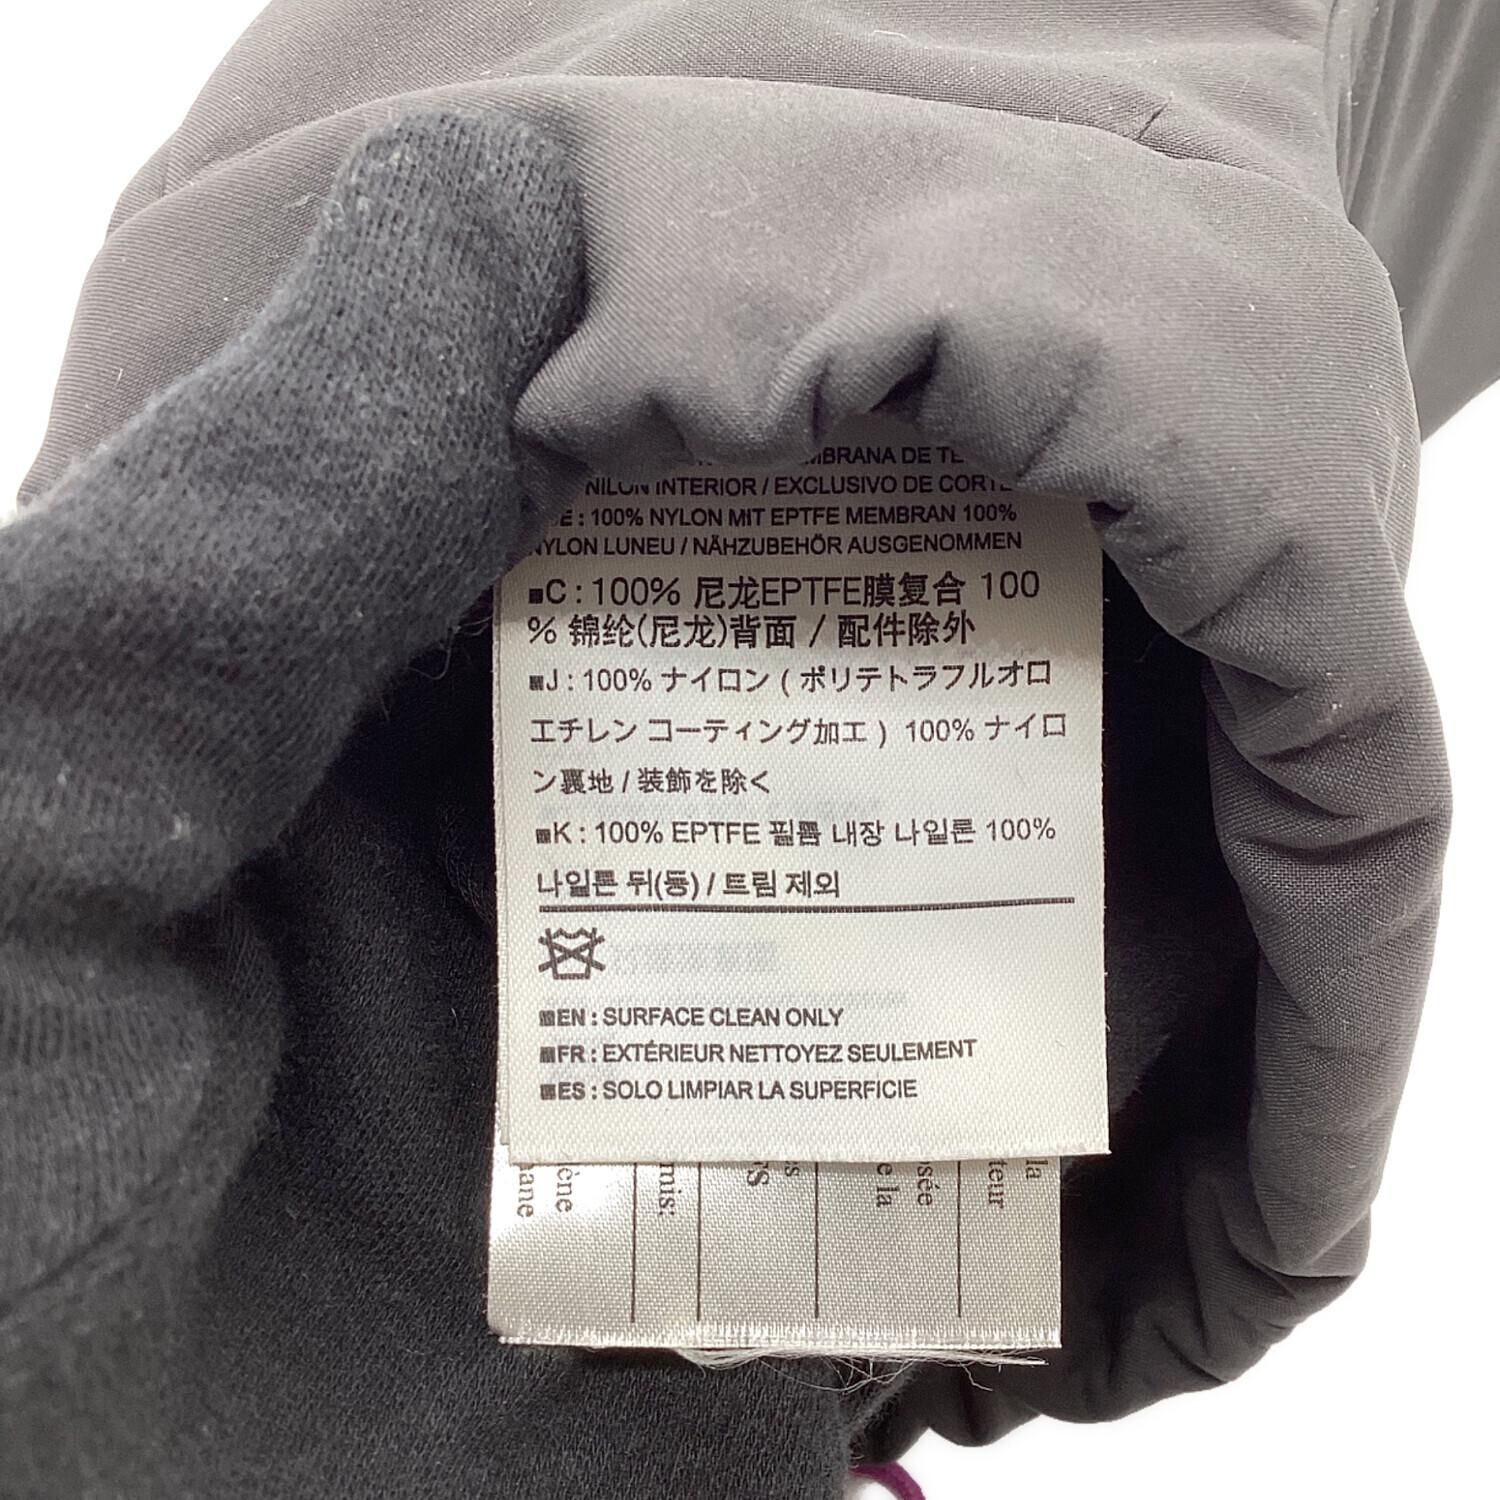 DE
NILON INTERIOR / EXCLUSIVO DE CORTE
E : 100% NYLON MIT EPTFE MEMBRAN 100%
NYLON LUNEU / NÄHZUBEHÖR AUSGENOMMEN
■C : 100% 尼龙EPTFE膜复合 100
% 锦纶(尼龙)背面 / 配件除外
■J : 100% ナイロン ( ポリテトラフルオロ
エチレン コーティング加工 ) 100% ナイロ
ン裏地 / 装飾を除く
■K : 100% EPTFE 필름 내장 나일론 100%
나일론 뒤(등) / 트림 제외
■EN : SURFACE CLEAN ONLY
■FR : EXTÉRIEUR NETTOYEZ SEULEMENT
■ES : SOLO LIMPIAR LA SUPERFICIE
la
teur
ssée
e la